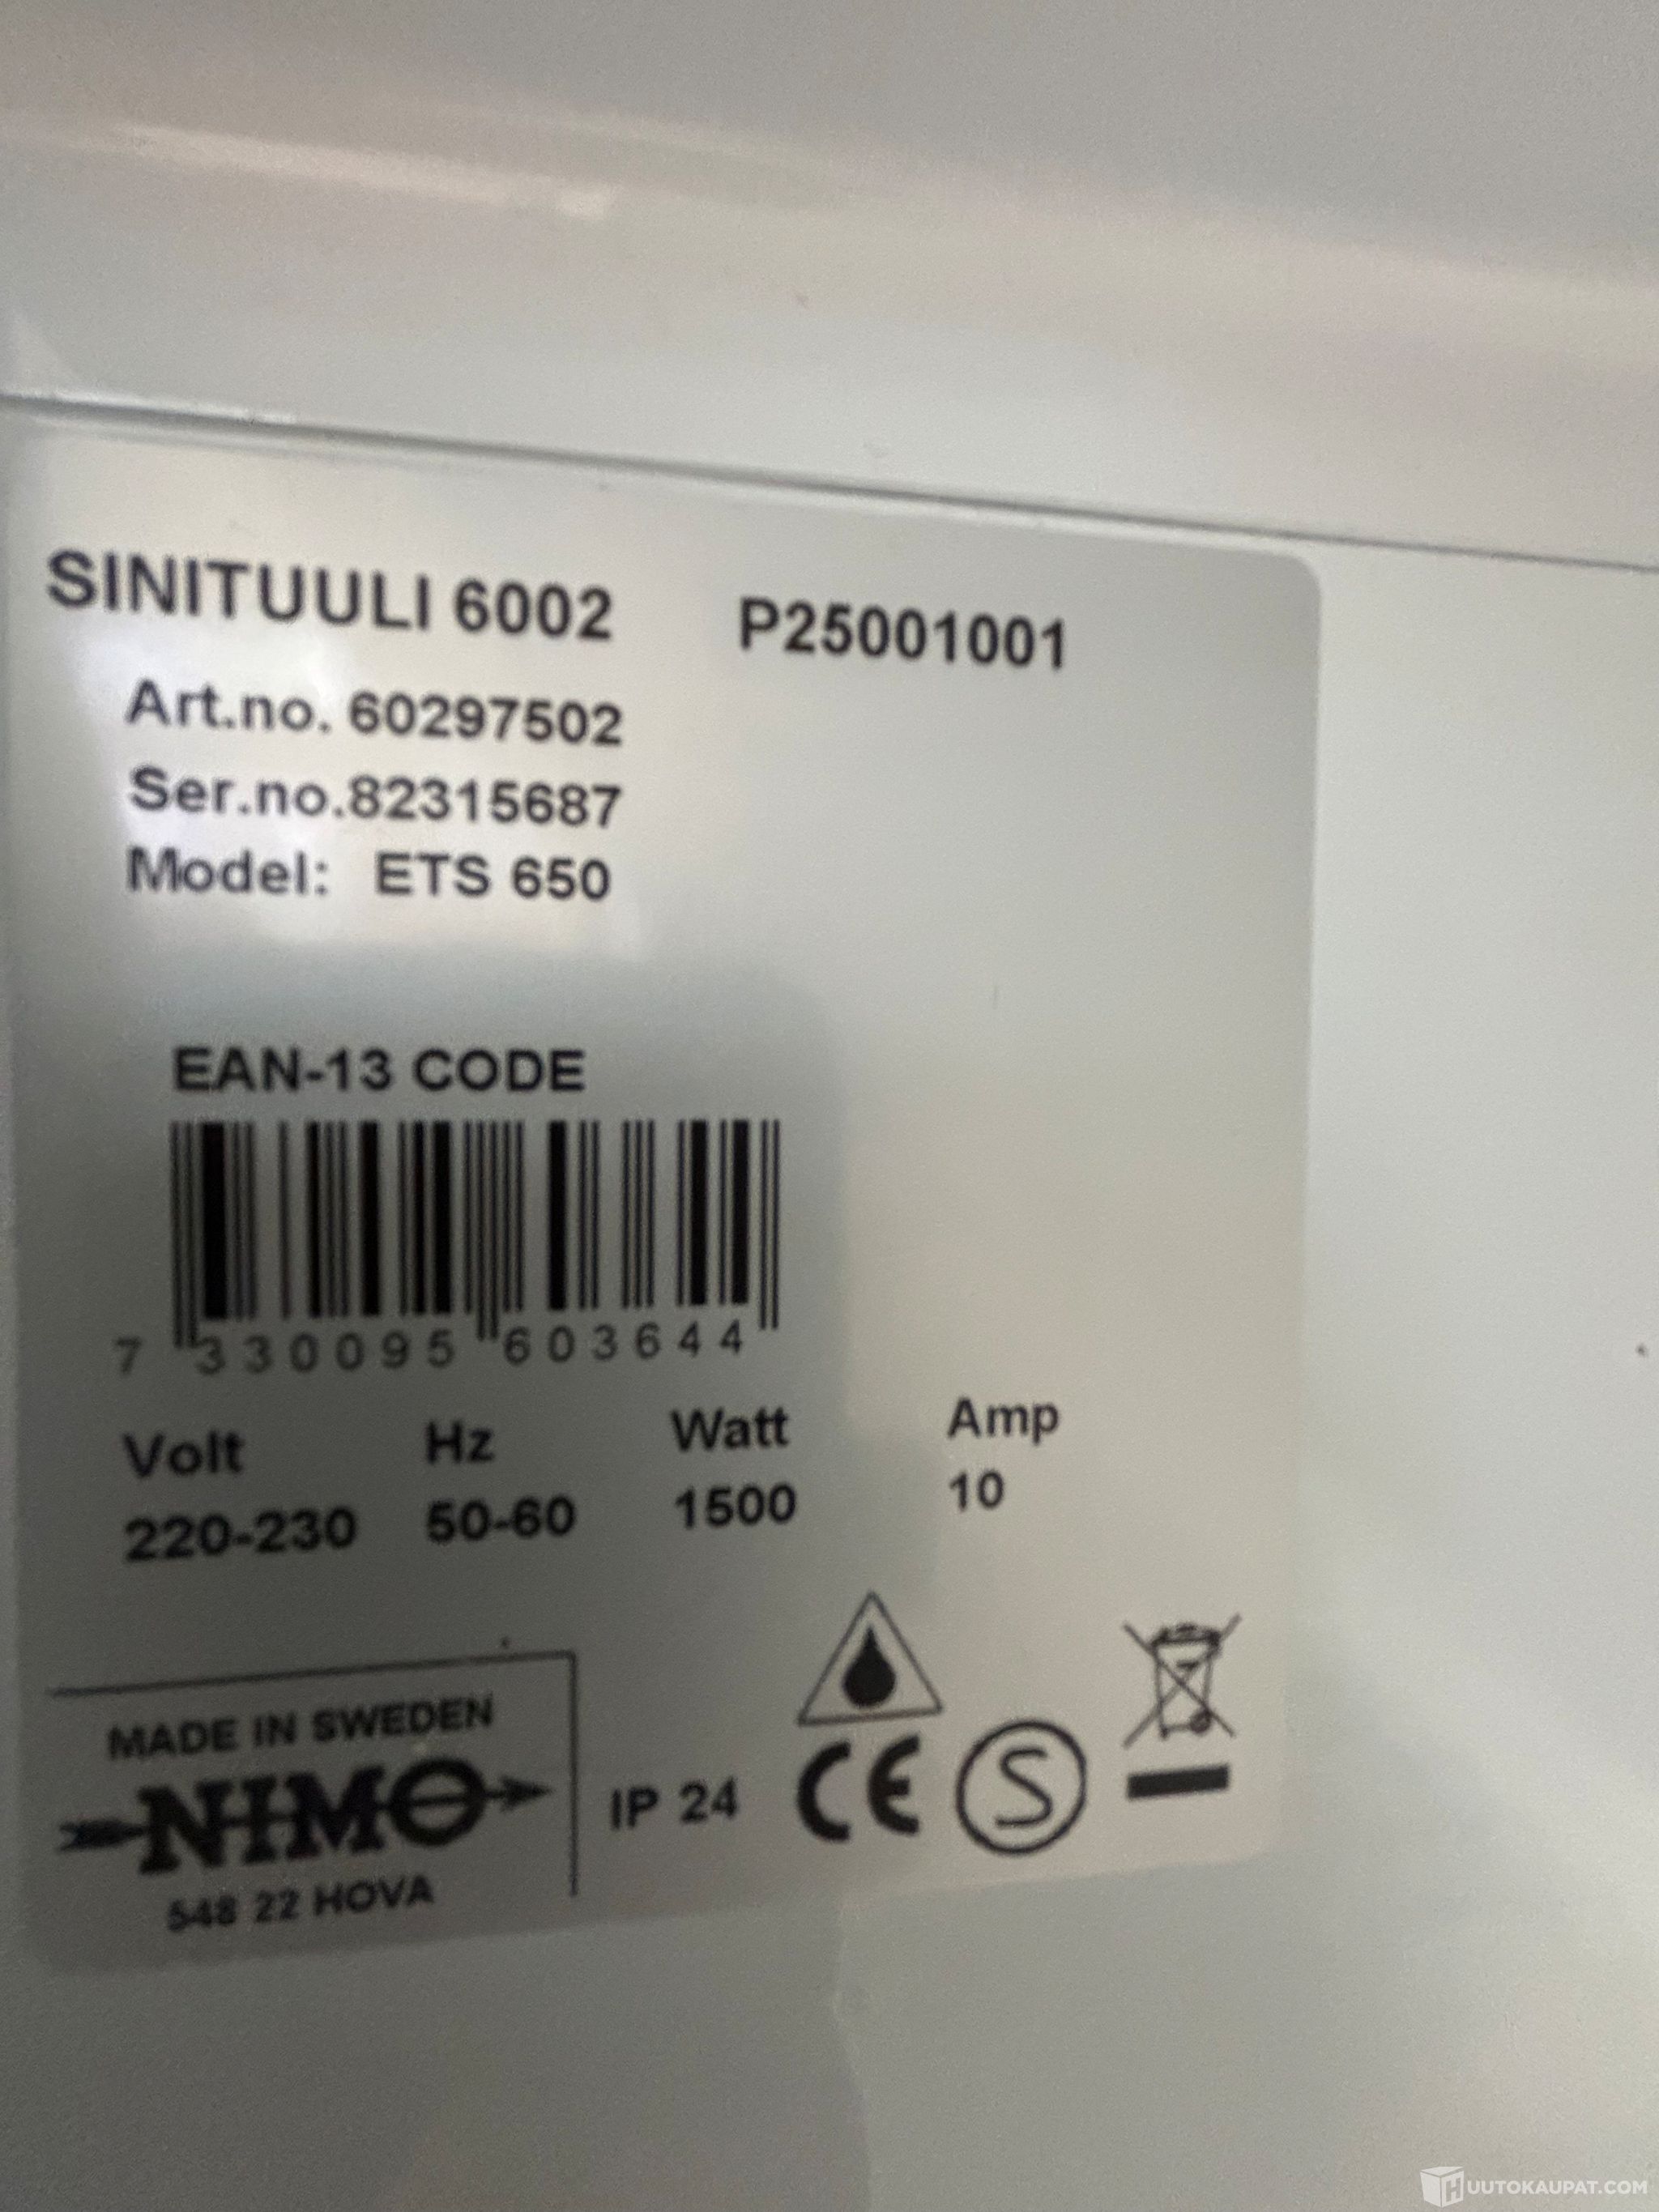 SINITUULI 6002 P25001001
Art.no. 60297502
Ser.no.82315687
Model: ETS 650
EAN-13 CODE
7 330095 603644
Volt Hz Watt Amp
220-230 50-60 1500 10
MADE IN SWEDEN
NIMO
548 22 HOVA
IP 24
CE
S
HUUTOKAUPAT.COM